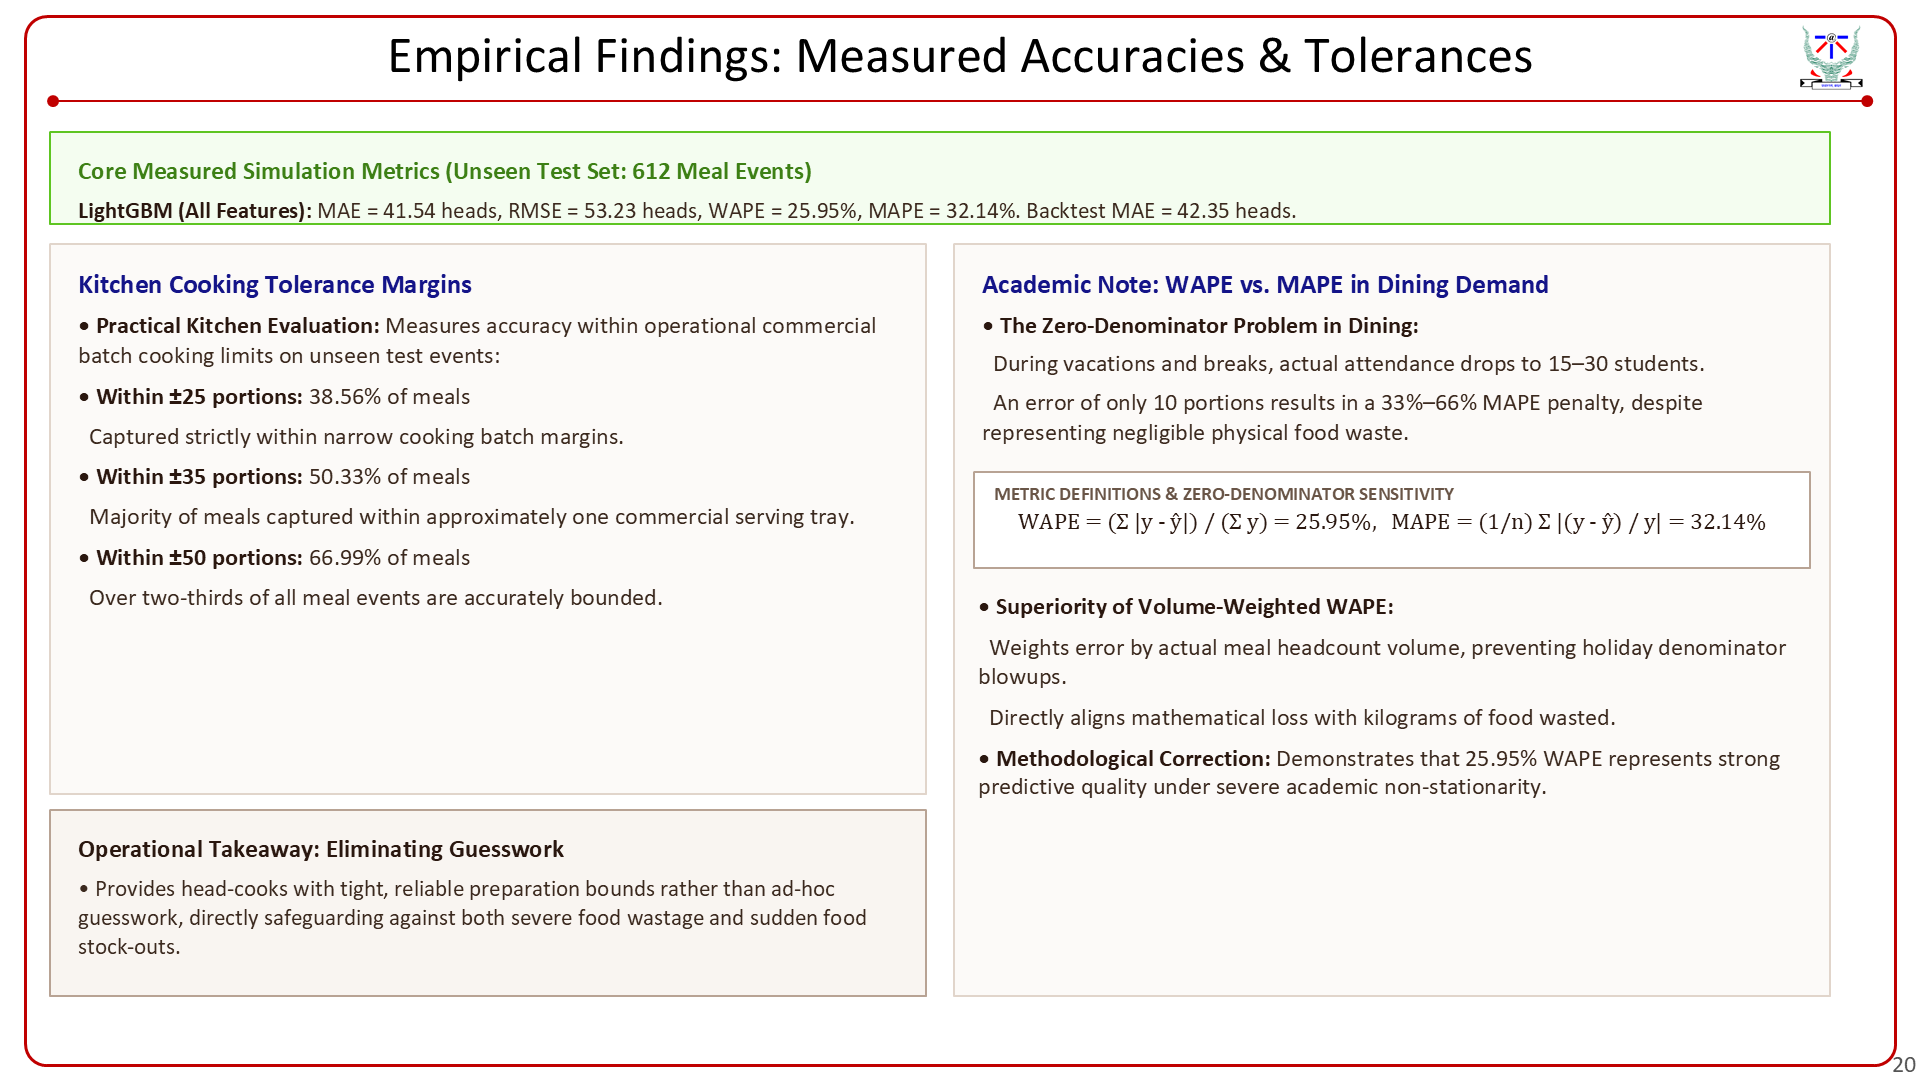 Empirical Findings: Measured Accuracies & Tolerances
Core Measured Simulation Metrics (Unseen Test Set: 612 Meal Events)
LightGBM (All Features): MAE = 41.54 heads, RMSE = 53.23 heads, WAPE = 25.95%, MAPE = 32.14%. Backtest MAE = 42.35 heads.
Kitchen Cooking Tolerance Margins
• Practical Kitchen Evaluation: Measures accuracy within operational commercial
batch cooking limits on unseen test events:
• Within ±25 portions: 38.56% of meals
Captured strictly within narrow cooking batch margins.
• Within ±35 portions: 50.33% of meals
Majority of meals captured within approximately one commercial serving tray.
• Within ±50 portions: 66.99% of meals
Over two-thirds of all meal events are accurately bounded.
Operational Takeaway: Eliminating Guesswork
• Provides head-cooks with tight, reliable preparation bounds rather than ad-hoc
guesswork, directly safeguarding against both severe food wastage and sudden food
stock-outs.
Academic Note: WAPE vs. MAPE in Dining Demand
• The Zero-Denominator Problem in Dining:
During vacations and breaks, actual attendance drops to 15–30 students.
An error of only 10 portions results in a 33%–66% MAPE penalty, despite
representing negligible physical food waste.
METRIC DEFINITIONS & ZERO-DENOMINATOR SENSITIVITY
WAPE = (Σ |y - ŷ|) / (Σ y) = 25.95%, MAPE = (1/n) Σ |(y - ŷ) / y| = 32.14%
• Superiority of Volume-Weighted WAPE:
Weights error by actual meal headcount volume, preventing holiday denominator
blowups.
Directly aligns mathematical loss with kilograms of food wasted.
• Methodological Correction: Demonstrates that 25.95% WAPE represents strong
predictive quality under severe academic non-stationarity.
20